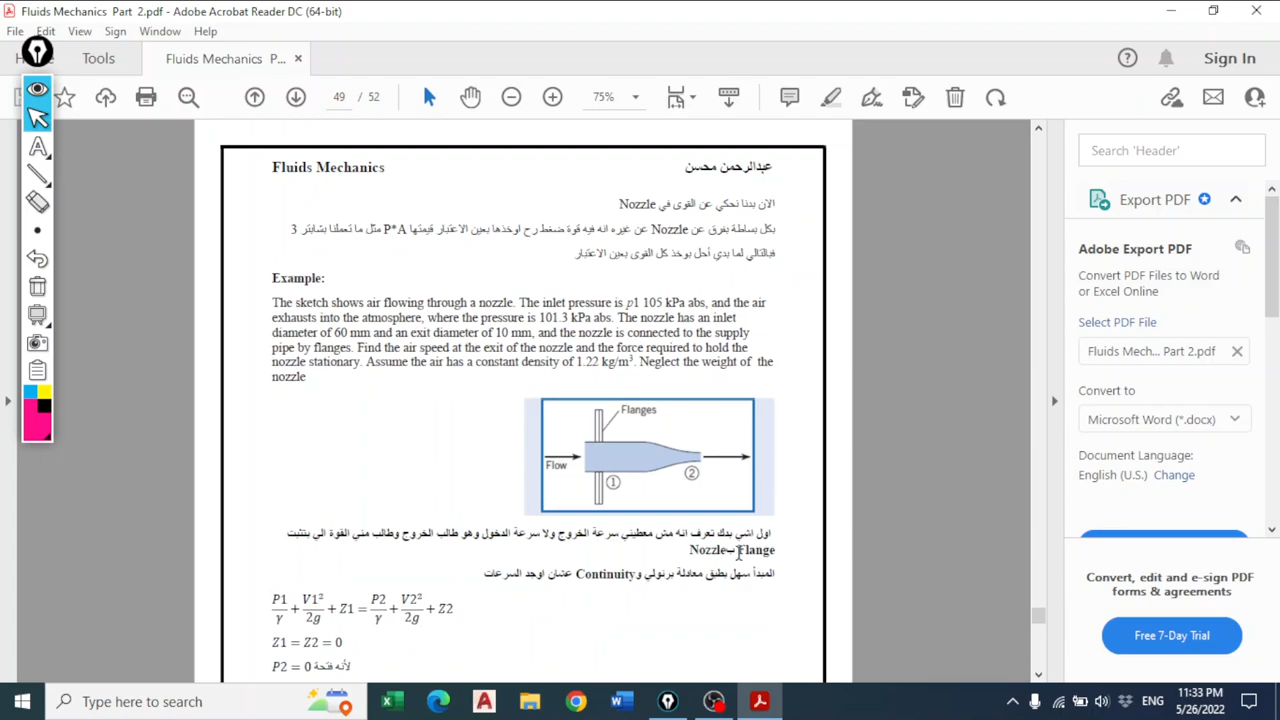 Fluids Mechanics Part 2.pdf - Adobe Acrobat Reader DC (64-bit)
File Edit View Sign Window Help
Tools
Fluids Mechanics P... ×
Sign In
49 / 52
75%
Fluids Mechanics
عبدالرحمن محسن
الان بدنا نحكي عن القوى في Nozzle
بكل بساطة بفرق عن Nozzle عن غيره انه فيه قوة ضغط رح اوخذها بعين الاعتبار قيمتها P*A مثل ما تعملنا بشابتر 3
فبالتالي لما بدي أحل بوخذ كل القوى بعين الاعتبار
Example:
The sketch shows air flowing through a nozzle. The inlet pressure is p1 105 kPa abs, and the air
exhausts into the atmosphere, where the pressure is 101.3 kPa abs. The nozzle has an inlet
diameter of 60 mm and an exit diameter of 10 mm, and the nozzle is connected to the supply
pipe by flanges. Find the air speed at the exit of the nozzle and the force required to hold the
nozzle stationary. Assume the air has a constant density of 1.22 kg/m³. Neglect the weight of the
nozzle
Flanges
Flow
①
②
اول اشي بدك تعرف انه مش معطيني سرعة الخروج ولا سرعة الدخول وهو طالب الخروج وطالب مني القوة الي بتثبت
Flange بـNozzle
المبدأ سهل بطبق معادلة برنولي وContinuity عشان اوجد السرعات
P1/γ + V1²/2g + Z1 = P2/γ + V2²/2g + Z2
Z1 = Z2 = 0
P2 = 0 لأنه فتحة
Search 'Header'
Export PDF
Adobe Export PDF
Convert PDF Files to Word
or Excel Online
Select PDF File
Fluids Mech... Part 2.pdf ×
Convert to
Microsoft Word (*.docx)
Document Language:
English (U.S.) Change
Convert, edit and e-sign PDF
forms & agreements
Free 7-Day Trial
Type here to search
ENG
11:33 PM
5/26/2022